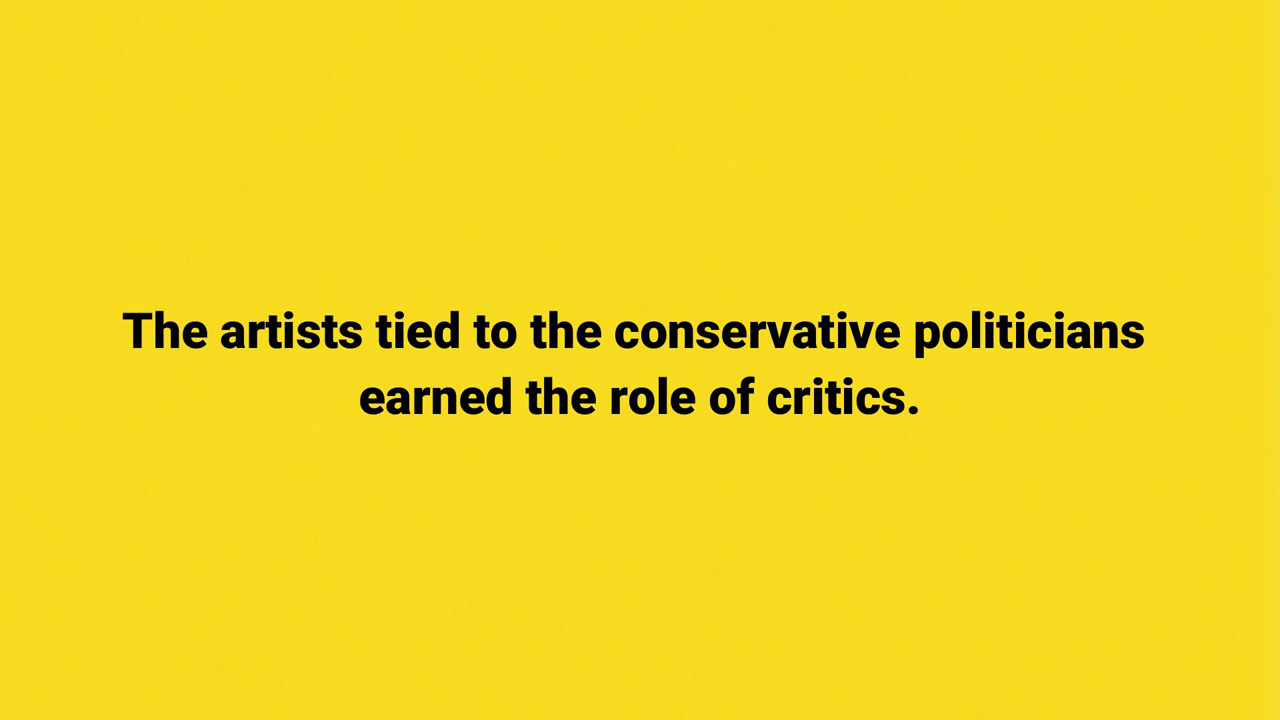 The artists tied to the conservative politicians
earned the role of critics.